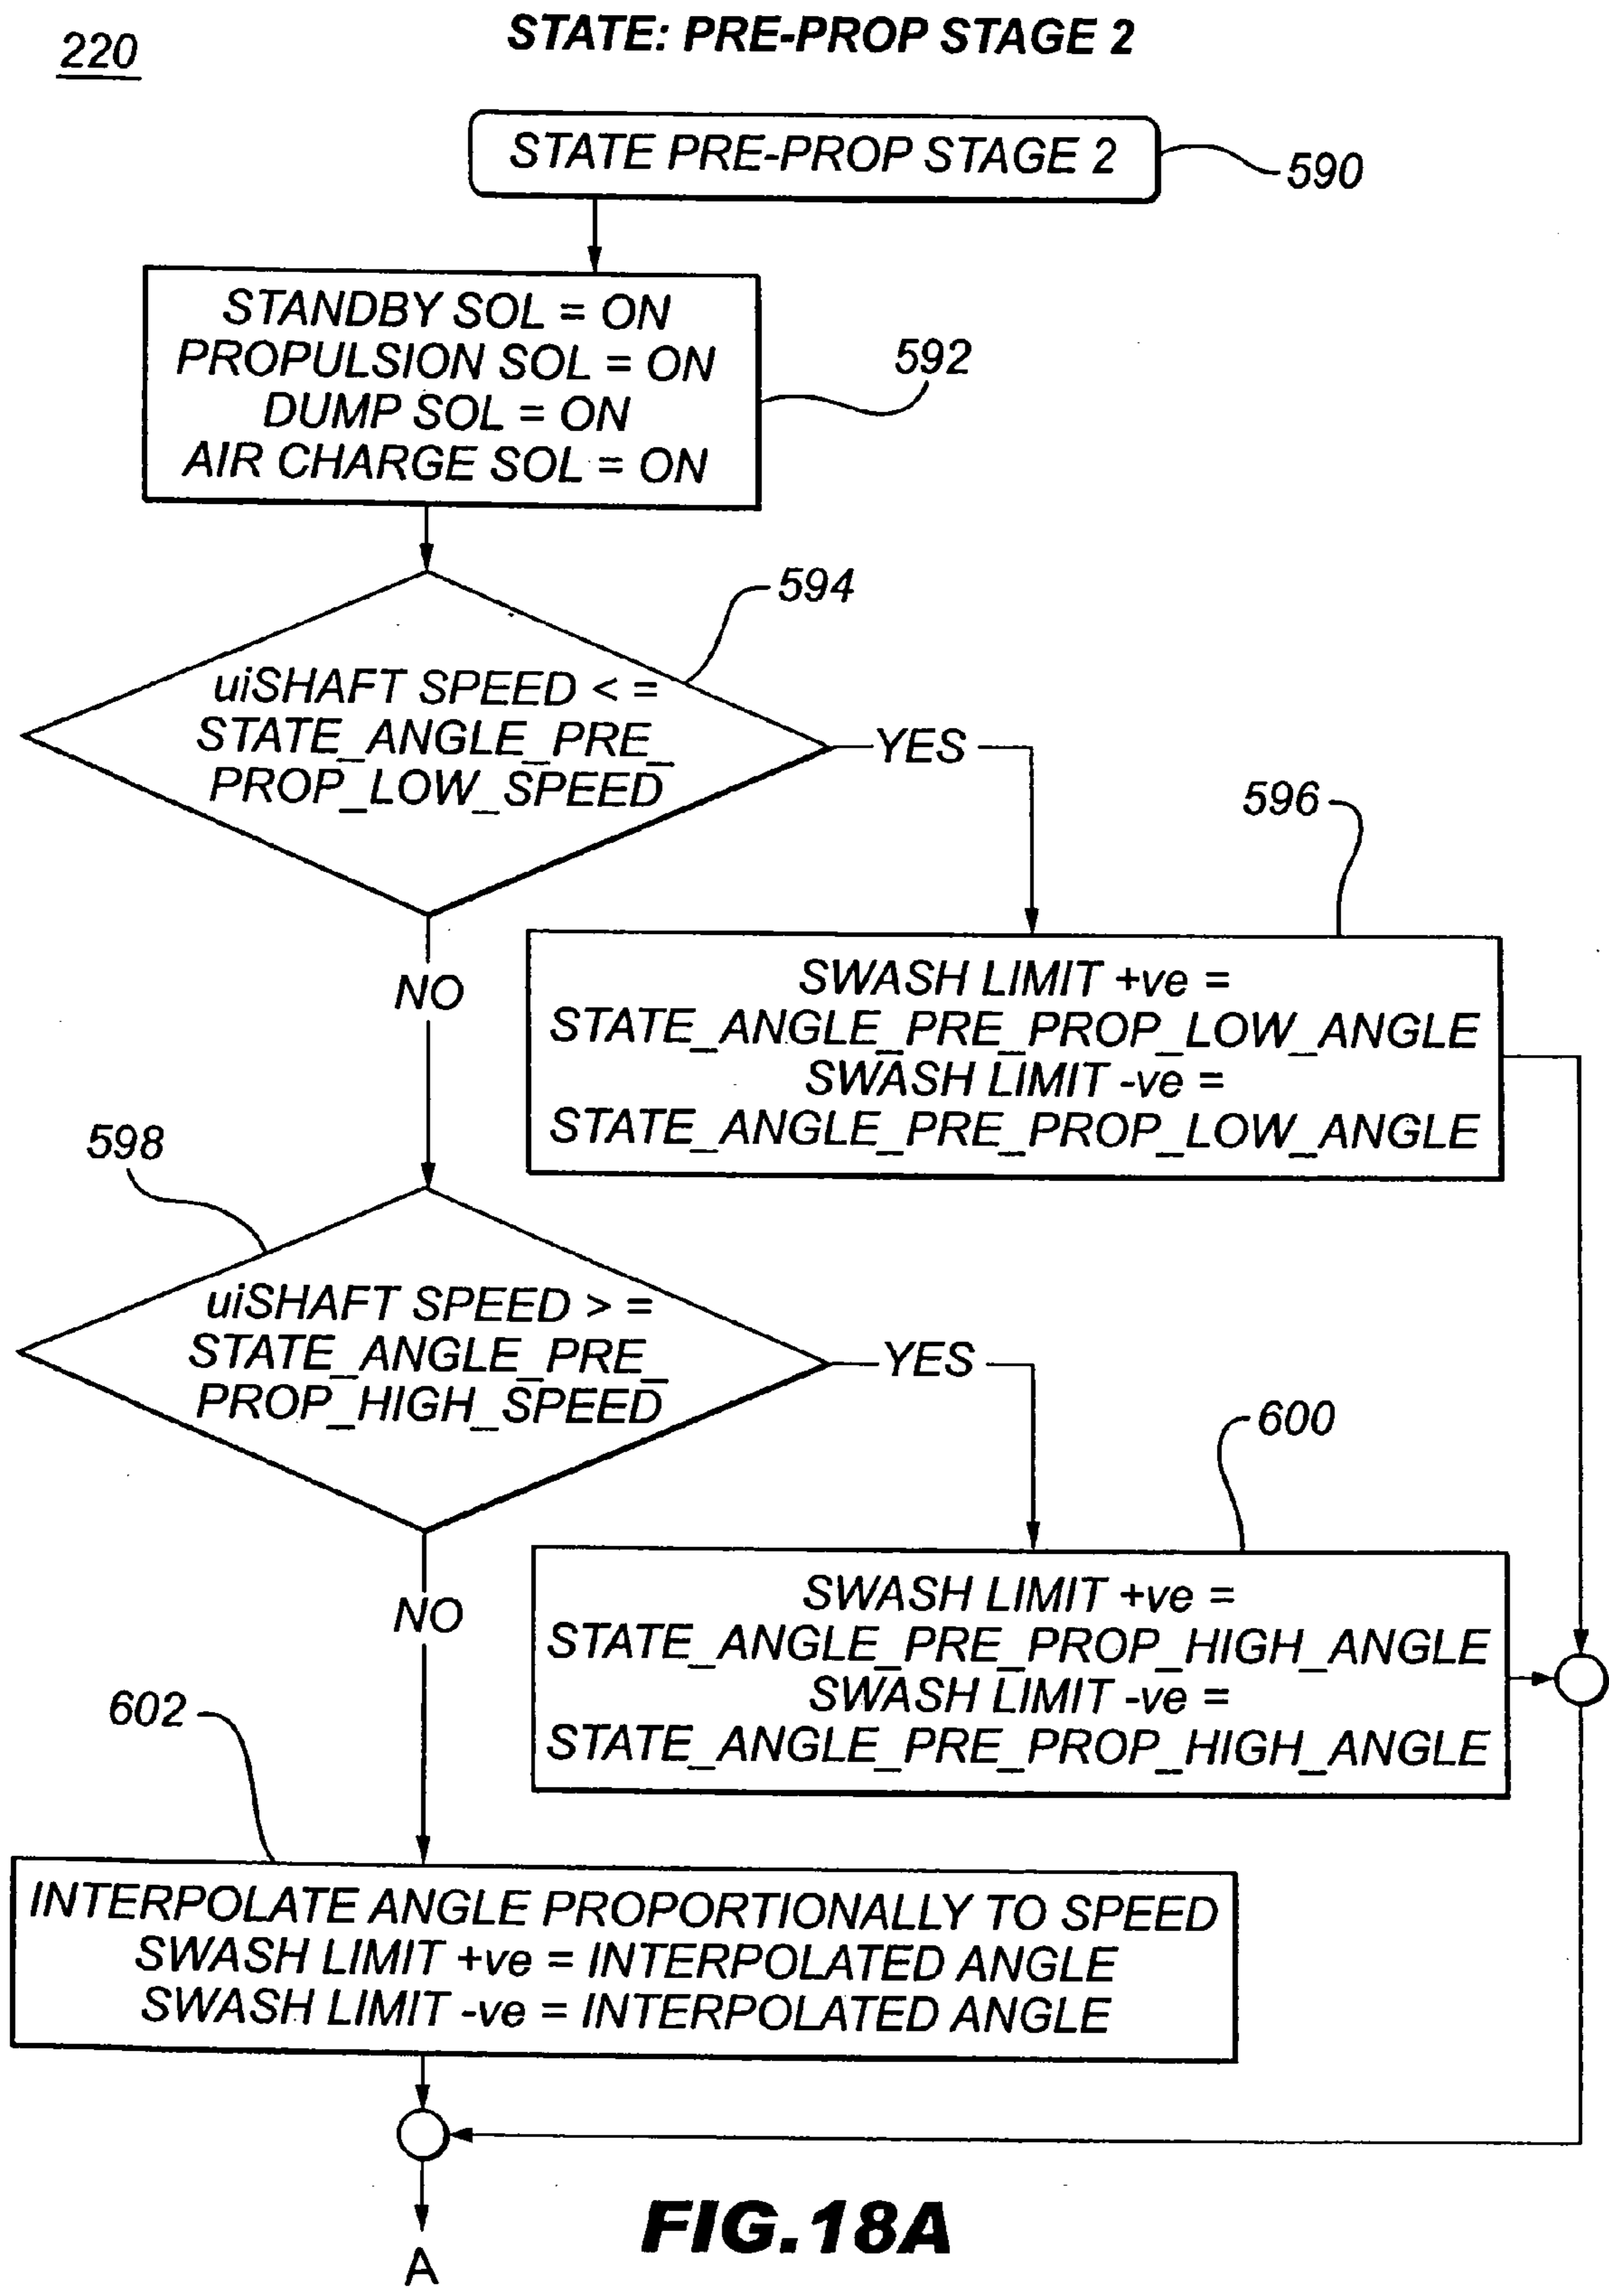 STATE: PRE-PROP STAGE 2
220
STATE PRE-PROP STAGE 2
590
STANDBY SOL = ON
PROPULSION SOL = ON
DUMP SOL = ON
AIR CHARGE SOL = ON
592
594
uiSHAFT SPEED < =
STATE_ANGLE_PRE_
PROP_LOW_SPEED
YES
596
NO
SWASH LIMIT +ve =
STATE_ANGLE_PRE_PROP_LOW_ANGLE
SWASH LIMIT -ve =
STATE_ANGLE_PRE_PROP_LOW_ANGLE
598
uiSHAFT SPEED > =
STATE_ANGLE_PRE_
PROP_HIGH_SPEED
YES
600
NO
SWASH LIMIT +ve =
STATE_ANGLE_PRE_PROP_HIGH_ANGLE
SWASH LIMIT -ve =
STATE_ANGLE_PRE_PROP_HIGH_ANGLE
602
INTERPOLATE ANGLE PROPORTIONALLY TO SPEED
SWASH LIMIT +ve = INTERPOLATED ANGLE
SWASH LIMIT -ve = INTERPOLATED ANGLE
A
FIG.18A